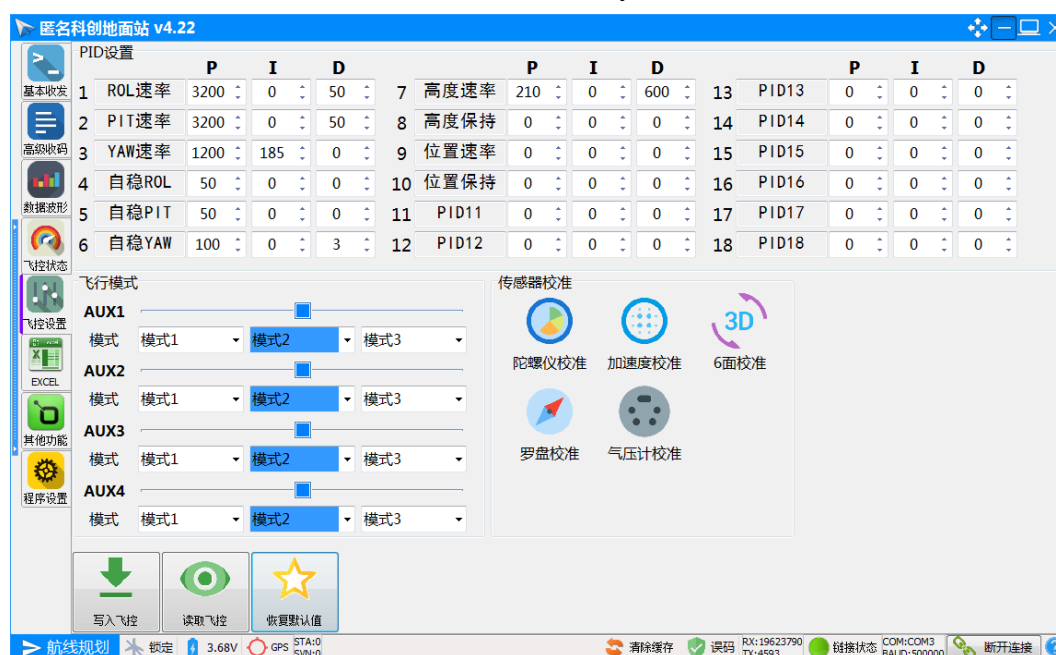 匿名科创地面站 v4.22
PID设置
P I D P I D P I D
基本收发
1 ROL速率 3200 0 50 7 高度速率 210 0 600 13 PID13 0 0 0
2 PIT速率 3200 0 50 8 高度保持 0 0 0 14 PID14 0 0 0
高级收码
3 YAW速率 1200 185 0 9 位置速率 0 0 0 15 PID15 0 0 0
4 自稳ROL 50 0 0 10 位置保持 0 0 0 16 PID16 0 0 0
数据波形
5 自稳PIT 50 0 0 11 PID11 0 0 0 17 PID17 0 0 0
6 自稳YAW 100 0 3 12 PID12 0 0 0 18 PID18 0 0 0
飞控状态
飞控设置
EXCEL
其他功能
程序设置
飞行模式
AUX1
模式 模式1 模式2 模式3
AUX2
模式 模式1 模式2 模式3
AUX3
模式 模式1 模式2 模式3
AUX4
模式 模式1 模式2 模式3
传感器校准
3D
陀螺仪校准 加速度校准 6面校准
罗盘校准 气压计校准
写入飞控 读取飞控 恢复默认值
航线规划 锁定 3.68V GPS STA:0
SVN:0
清除缓存 误码 RX:19623790
TX:4593
链接状态 COM:COM3
BAUD:500000
断开连接